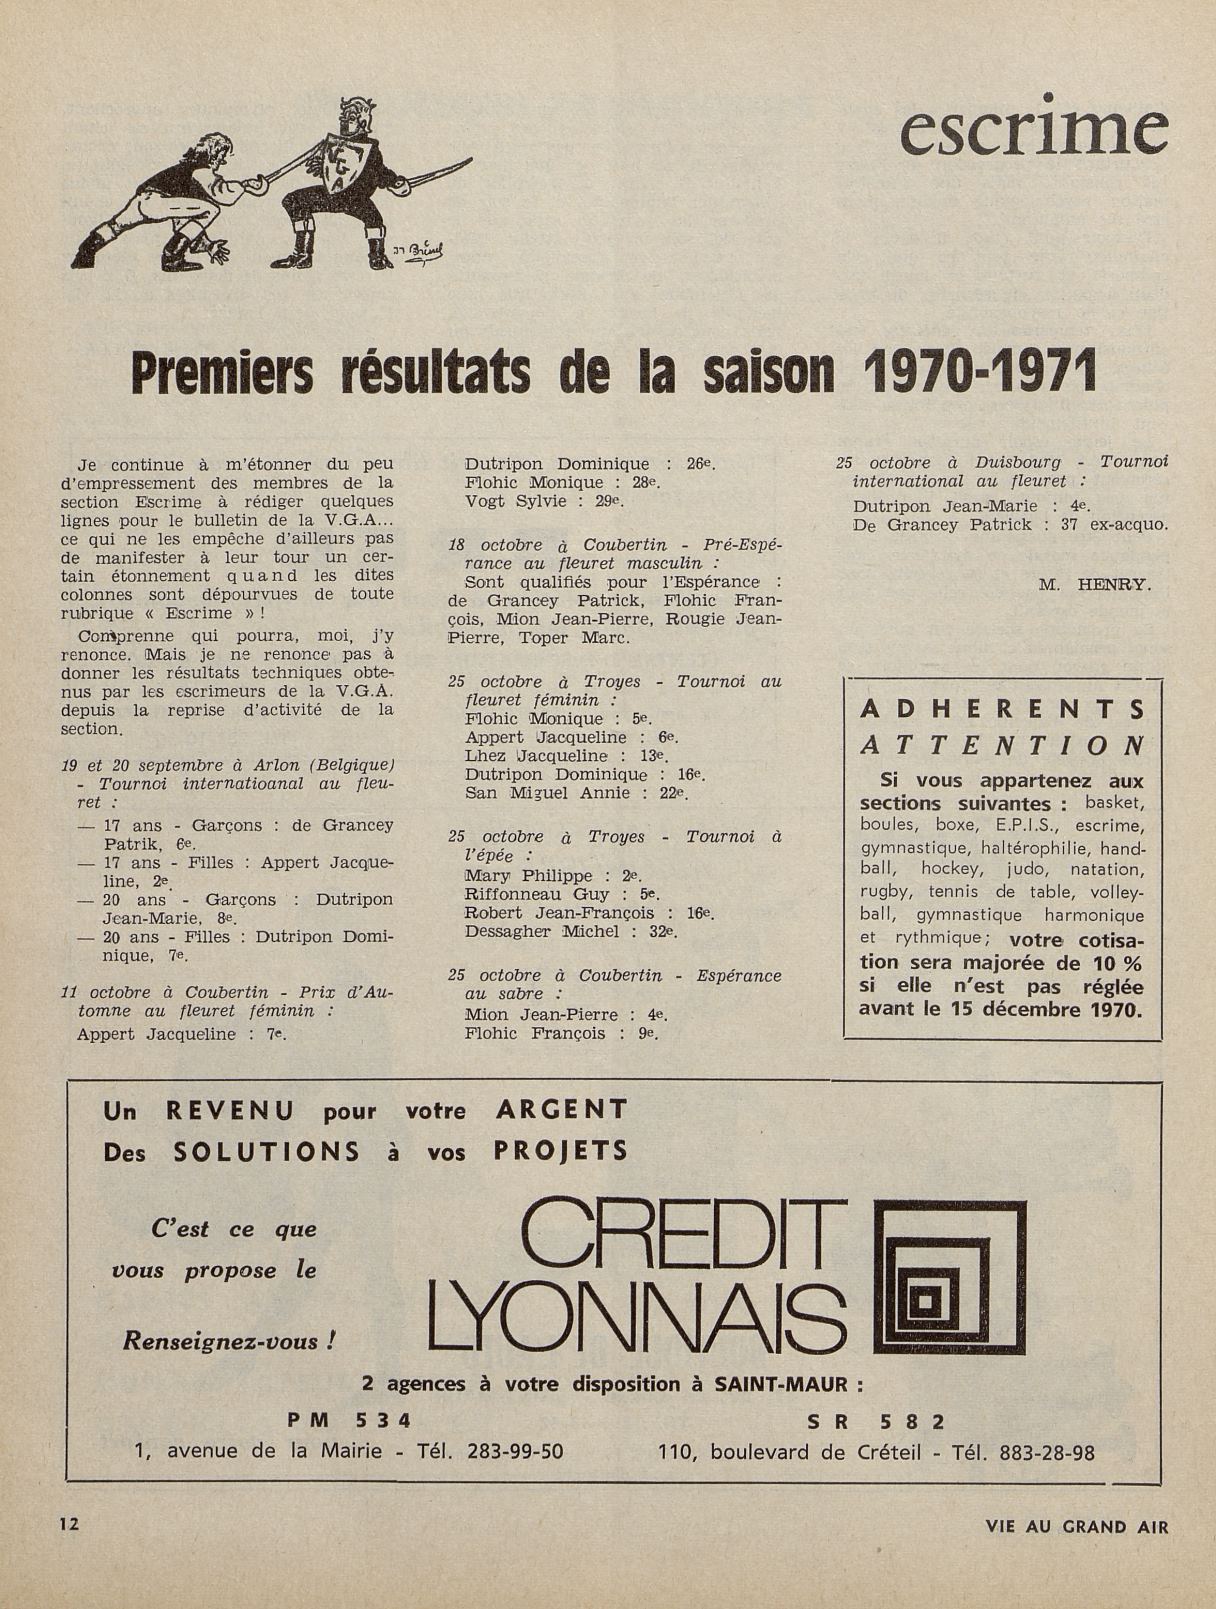 escrime
V
G
A
Premiers résultats de la saison 1970-1971
Je continue à m'étonner du peu
d'empressement des membres de la
section Escrime à rédiger quelques
lignes pour le bulletin de la V.G.A...
ce qui ne les empêche d'ailleurs pas
de manifester à leur tour un cer-
tain étonnement quand les dites
colonnes sont dépourvues de toute
rubrique « Escrime » !
Comprenne qui pourra, moi, j'y
renonce. Mais je ne renonce pas à
donner les résultats techniques obte-
nus par les escrimeurs de la V.G.A.
depuis la reprise d'activité de la
section.
19 et 20 septembre à Arlon (Belgique)
- Tournoi internatioanal au fleu-
ret :
— 17 ans - Garçons : de Grancey
Patrik, 6e.
— 17 ans - Filles : Appert Jacque-
line, 2e.
— 20 ans - Garçons : Dutripon
Jean-Marie, 8e.
— 20 ans - Filles : Dutripon Domi-
nique, 7e.
11 octobre à Coubertin - Prix d'Au-
tomne au fleuret féminin :
Appert Jacqueline : 7e.
Dutripon Dominique : 26e.
Flohic Monique : 28e.
Vogt Sylvie : 29e.
18 octobre à Coubertin - Pré-Espé-
rance au fleuret masculin :
Sont qualifiés pour l'Espérance :
de Grancey Patrick, Flohic Fran-
çois, Mion Jean-Pierre, Rougie Jean-
Pierre, Toper Marc.
25 octobre à Troyes - Tournoi au
fleuret féminin :
Flohic Monique : 5e.
Appert Jacqueline : 6e.
Lhez Jacqueline : 13e.
Dutripon Dominique : 16e.
San Miguel Annie : 22e.
25 octobre à Troyes - Tournoi à
l'épée :
Mary Philippe : 2e.
Riffonneau Guy : 5e.
Robert Jean-François : 16e.
Dessagher Michel : 32e.
25 octobre à Coubertin - Espérance
au sabre :
Mion Jean-Pierre : 4e.
Flohic François : 9e.
25 octobre à Duisbourg - Tournoi
international au fleuret :
Dutripon Jean-Marie : 4e.
De Grancey Patrick : 37 ex-acquo.
M. HENRY.
ADHERENTS
ATTENTION
Si vous appartenez aux
sections suivantes : basket,
boules, boxe, E.P.I.S., escrime,
gymnastique, haltérophilie, hand-
ball, hockey, judo, natation,
rugby, tennis de table, volley-
ball, gymnastique harmonique
et rythmique; votre cotisa-
tion sera majorée de 10 %
si elle n'est pas réglée
avant le 15 décembre 1970.
Un REVENU pour votre ARGENT
Des SOLUTIONS à vos PROJETS
C'est ce que
vous propose le
Renseignez-vous !
CREDIT
LYONNAIS
2 agences à votre disposition à SAINT-MAUR :
PM 534
1, avenue de la Mairie - Tél. 283-99-50
SR 582
110, boulevard de Créteil - Tél. 883-28-98
12
VIE AU GRAND AIR